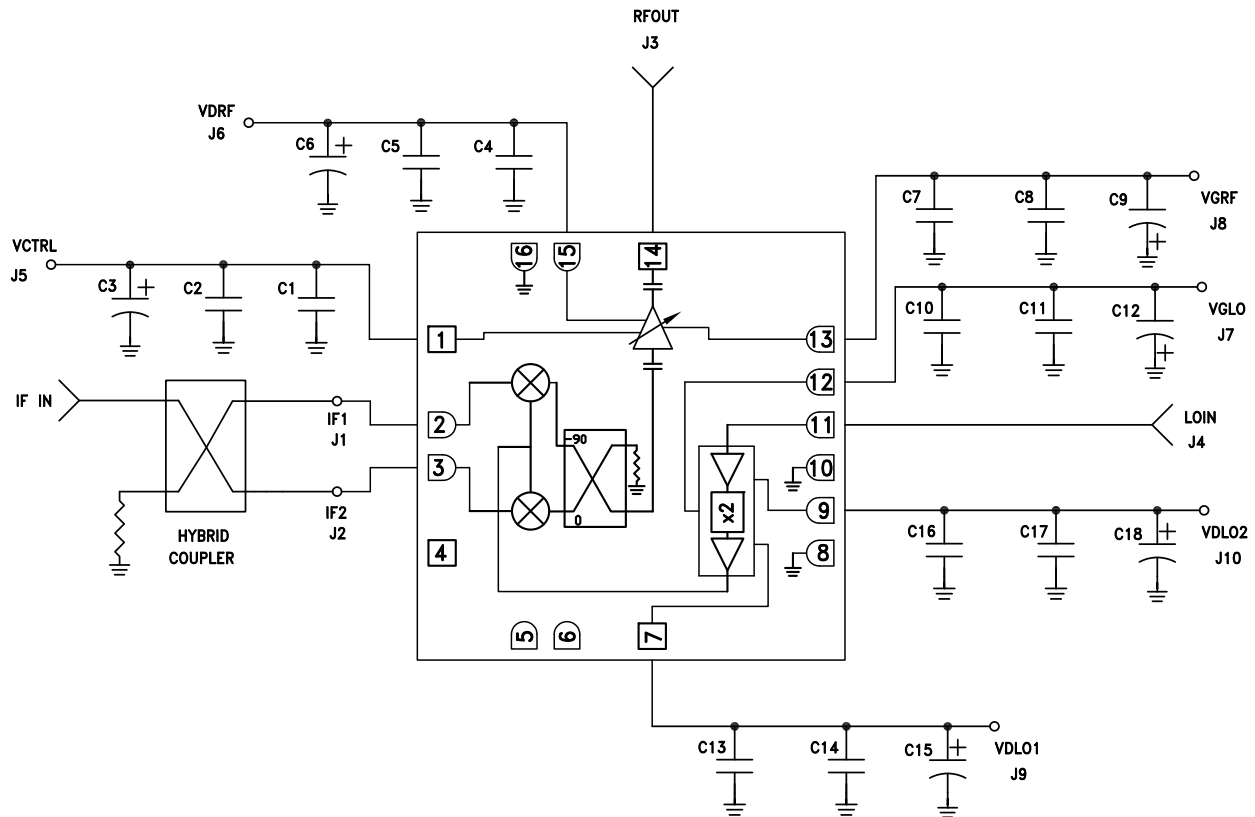 RFOUT
J3
VDRF
J6
C6
C5
C4
VCTRL
J5
C3
C2
C1
C7
C8
C9
VGRF
J8
C10
C11
C12
VGLO
J7
16
15
14
1
13
12
IF IN
IF1
J1
2
-90
11
LOIN
J4
3
10
IF2
J2
HYBRID
COUPLER
0
x2
9
4
8
C16
C17
C18
VDLO2
J10
5
6
7
C13
C14
C15
VDLO1
J9